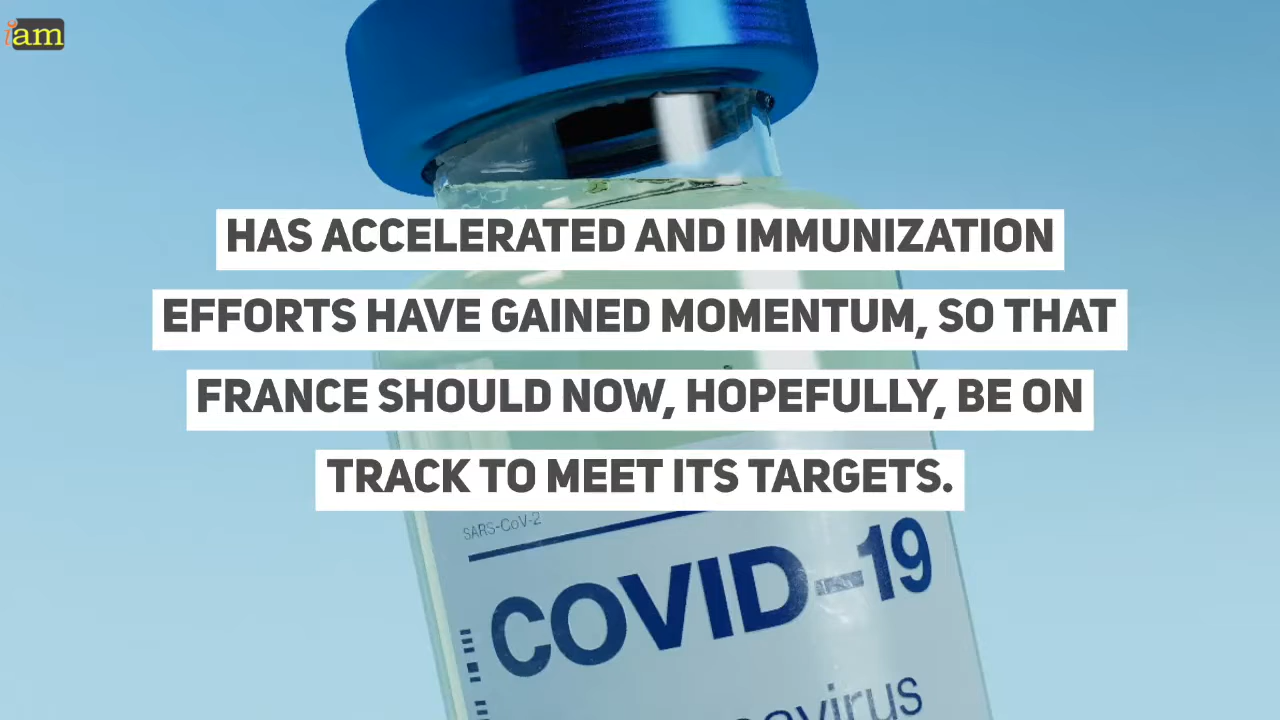 iam
HAS ACCELERATED AND IMMUNIZATION
EFFORTS HAVE GAINED MOMENTUM, SO THAT
FRANCE SHOULD NOW, HOPEFULLY, BE ON
TRACK TO MEET ITS TARGETS.
SARS-CoV-2
COVID-19